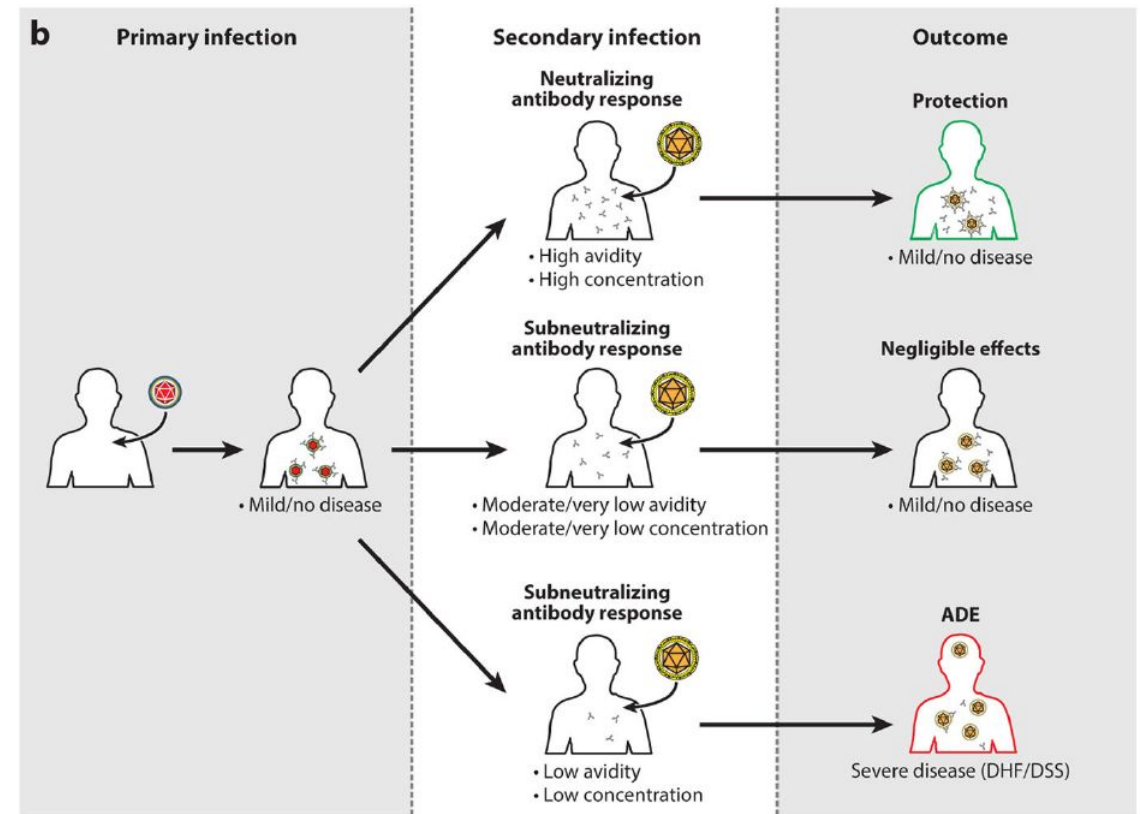 b
Primary infection
Secondary infection
Outcome
Neutralizing
antibody response
Protection
• High avidity
• High concentration
• Mild/no disease
Subneutralizing
antibody response
Negligible effects
• Mild/no disease
• Moderate/very low avidity
• Moderate/very low concentration
• Mild/no disease
Subneutralizing
antibody response
ADE
• Low avidity
• Low concentration
Severe disease (DHF/DSS)